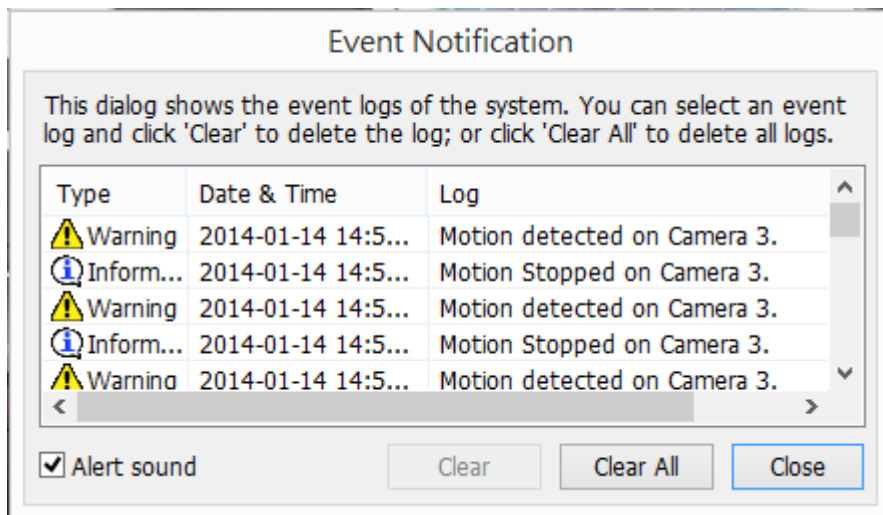 Event Notification
This dialog shows the event logs of the system. You can select an event
log and click 'Clear' to delete the log; or click 'Clear All' to delete all logs.
Type Date & Time Log
Warning 2014-01-14 14:5... Motion detected on Camera 3.
Inform... 2014-01-14 14:5... Motion Stopped on Camera 3.
Warning 2014-01-14 14:5... Motion detected on Camera 3.
Inform... 2014-01-14 14:5... Motion Stopped on Camera 3.
Warning 2014-01-14 14:5... Motion detected on Camera 3.
Alert sound Clear Clear All Close